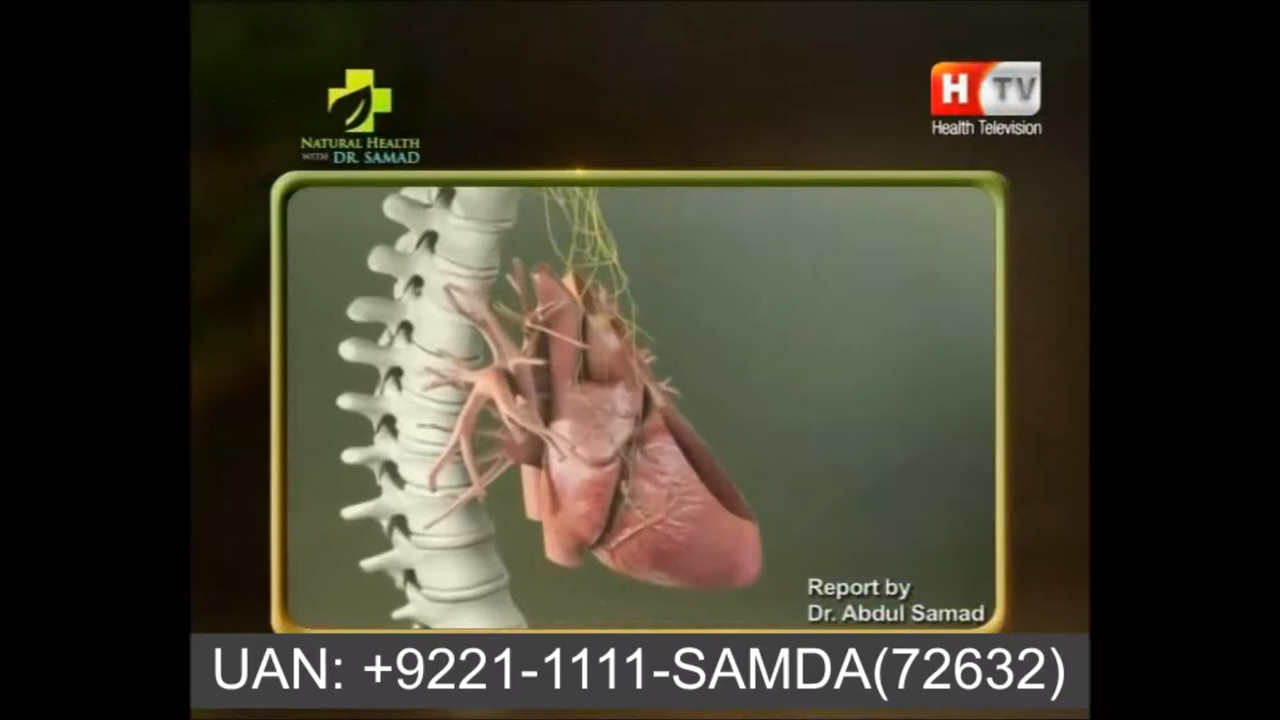 NATURAL HEALTH
WITH DR. SAMAD
H TV
Health Television
Report by
Dr. Abdul Samad
UAN: +9221-1111-SAMDA(72632)